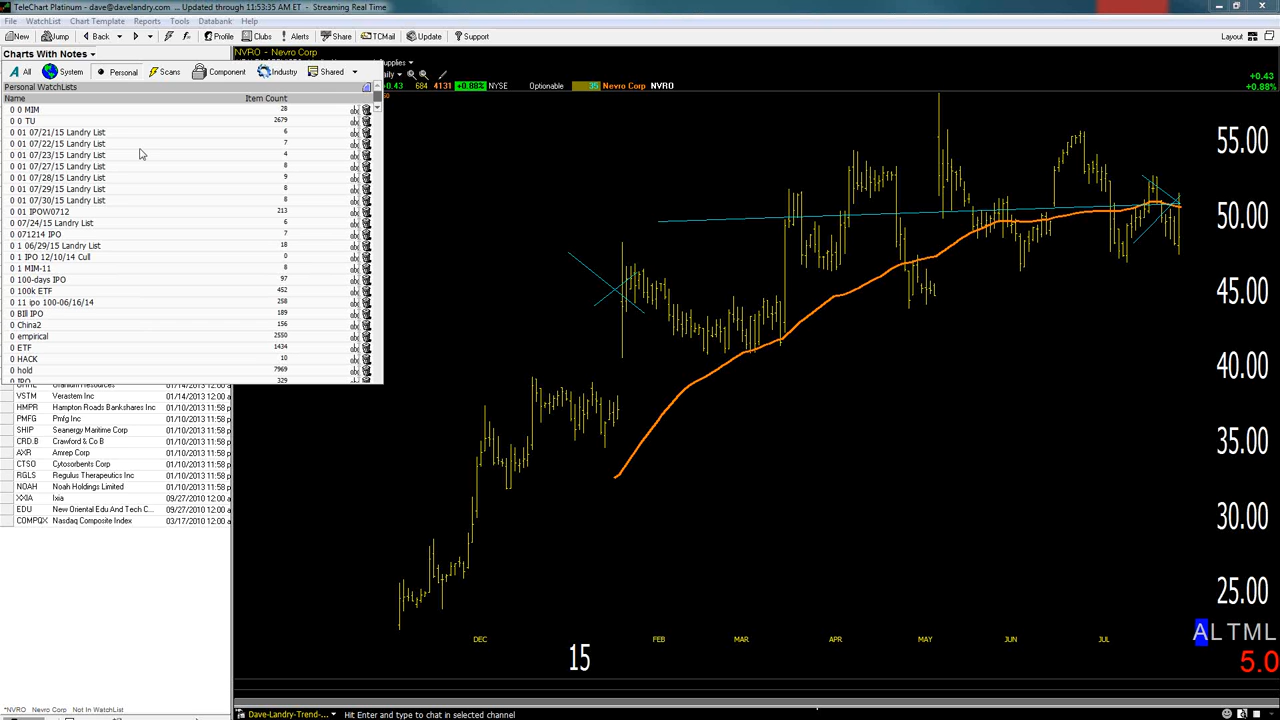 TeleChart Platinum - dave@davelandry.com ... Updated through 11:53:35 AM ET - Streaming Real Time
File WatchList Chart Template Reports Tools Databank Help
New Jump Back Profile Clubs Alerts Share TCMail Update Support Layout
Charts With Notes
NVRO - Nevro Corp
All System Personal Scans Component Industry Shared
+0.43
+0.43 684 4131 +0.88% NYSE Optionable 35 Nevro Corp NVRO
+0.88%
Personal WatchLists
Name Item Count
0 0 MIM 28
0 0 TU 2679
0 01 07/21/15 Landry List 6
0 01 07/22/15 Landry List 7
0 01 07/23/15 Landry List 4
0 01 07/27/15 Landry List 8
0 01 07/28/15 Landry List 9
0 01 07/29/15 Landry List 8
0 01 07/30/15 Landry List 8
0 01 IPOW0712 213
0 07/24/15 Landry List 6
0 071214 IPO 7
0 1 06/29/15 Landry List 18
0 1 IPO 12/10/14 Cull 0
0 1 MIM-11 8
0 100-days IPO 97
0 100k ETF 452
0 11 ipo 100-06/16/14 258
0 Bill IPO 189
0 China2 156
0 empirical 2550
0 ETF 1434
0 HACK 10
0 hold 7969
0 IPO 329
VSTM Verastem Inc 01/14/2013 12:00 a
HMPR Hampton Roads Bankshares Inc 01/10/2013 11:58 p
PMFG Pmfg Inc 01/10/2013 11:58 p
SHIP Seanergy Maritime Corp 01/10/2013 11:58 p
CRD.B Crawford & Co B 01/10/2013 11:58 p
AXR Amrep Corp 01/10/2013 11:58 p
CTSO Cytosorbents Corp 01/10/2013 11:58 p
RGLS Regulus Therapeutics Inc 01/10/2013 11:58 p
NOAH Noah Holdings Limited 01/10/2013 11:58 p
XXIA Ixia 09/27/2010 12:00 a
EDU New Oriental Edu And Tech C... 09/27/2010 12:00 a
COMPQX Nasdaq Composite Index 03/17/2010 12:00 a
55.00
50.00
45.00
40.00
35.00
30.00
25.00
DEC FEB MAR APR MAY JUN JUL
15
ALTML
5.0
*NVRO Nevro Corp Not In WatchList
Dave-Landry-Trend-... Hit Enter and type to chat in selected channel